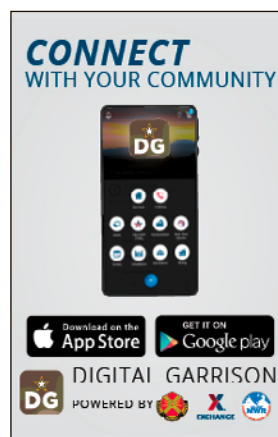 CONNECT
WITH YOUR COMMUNITY
DG
Download on the
App Store
GET IT ON
Google play
DG
DIGITAL GARRISON
POWERED BY
X
EXCHANGE
MWR